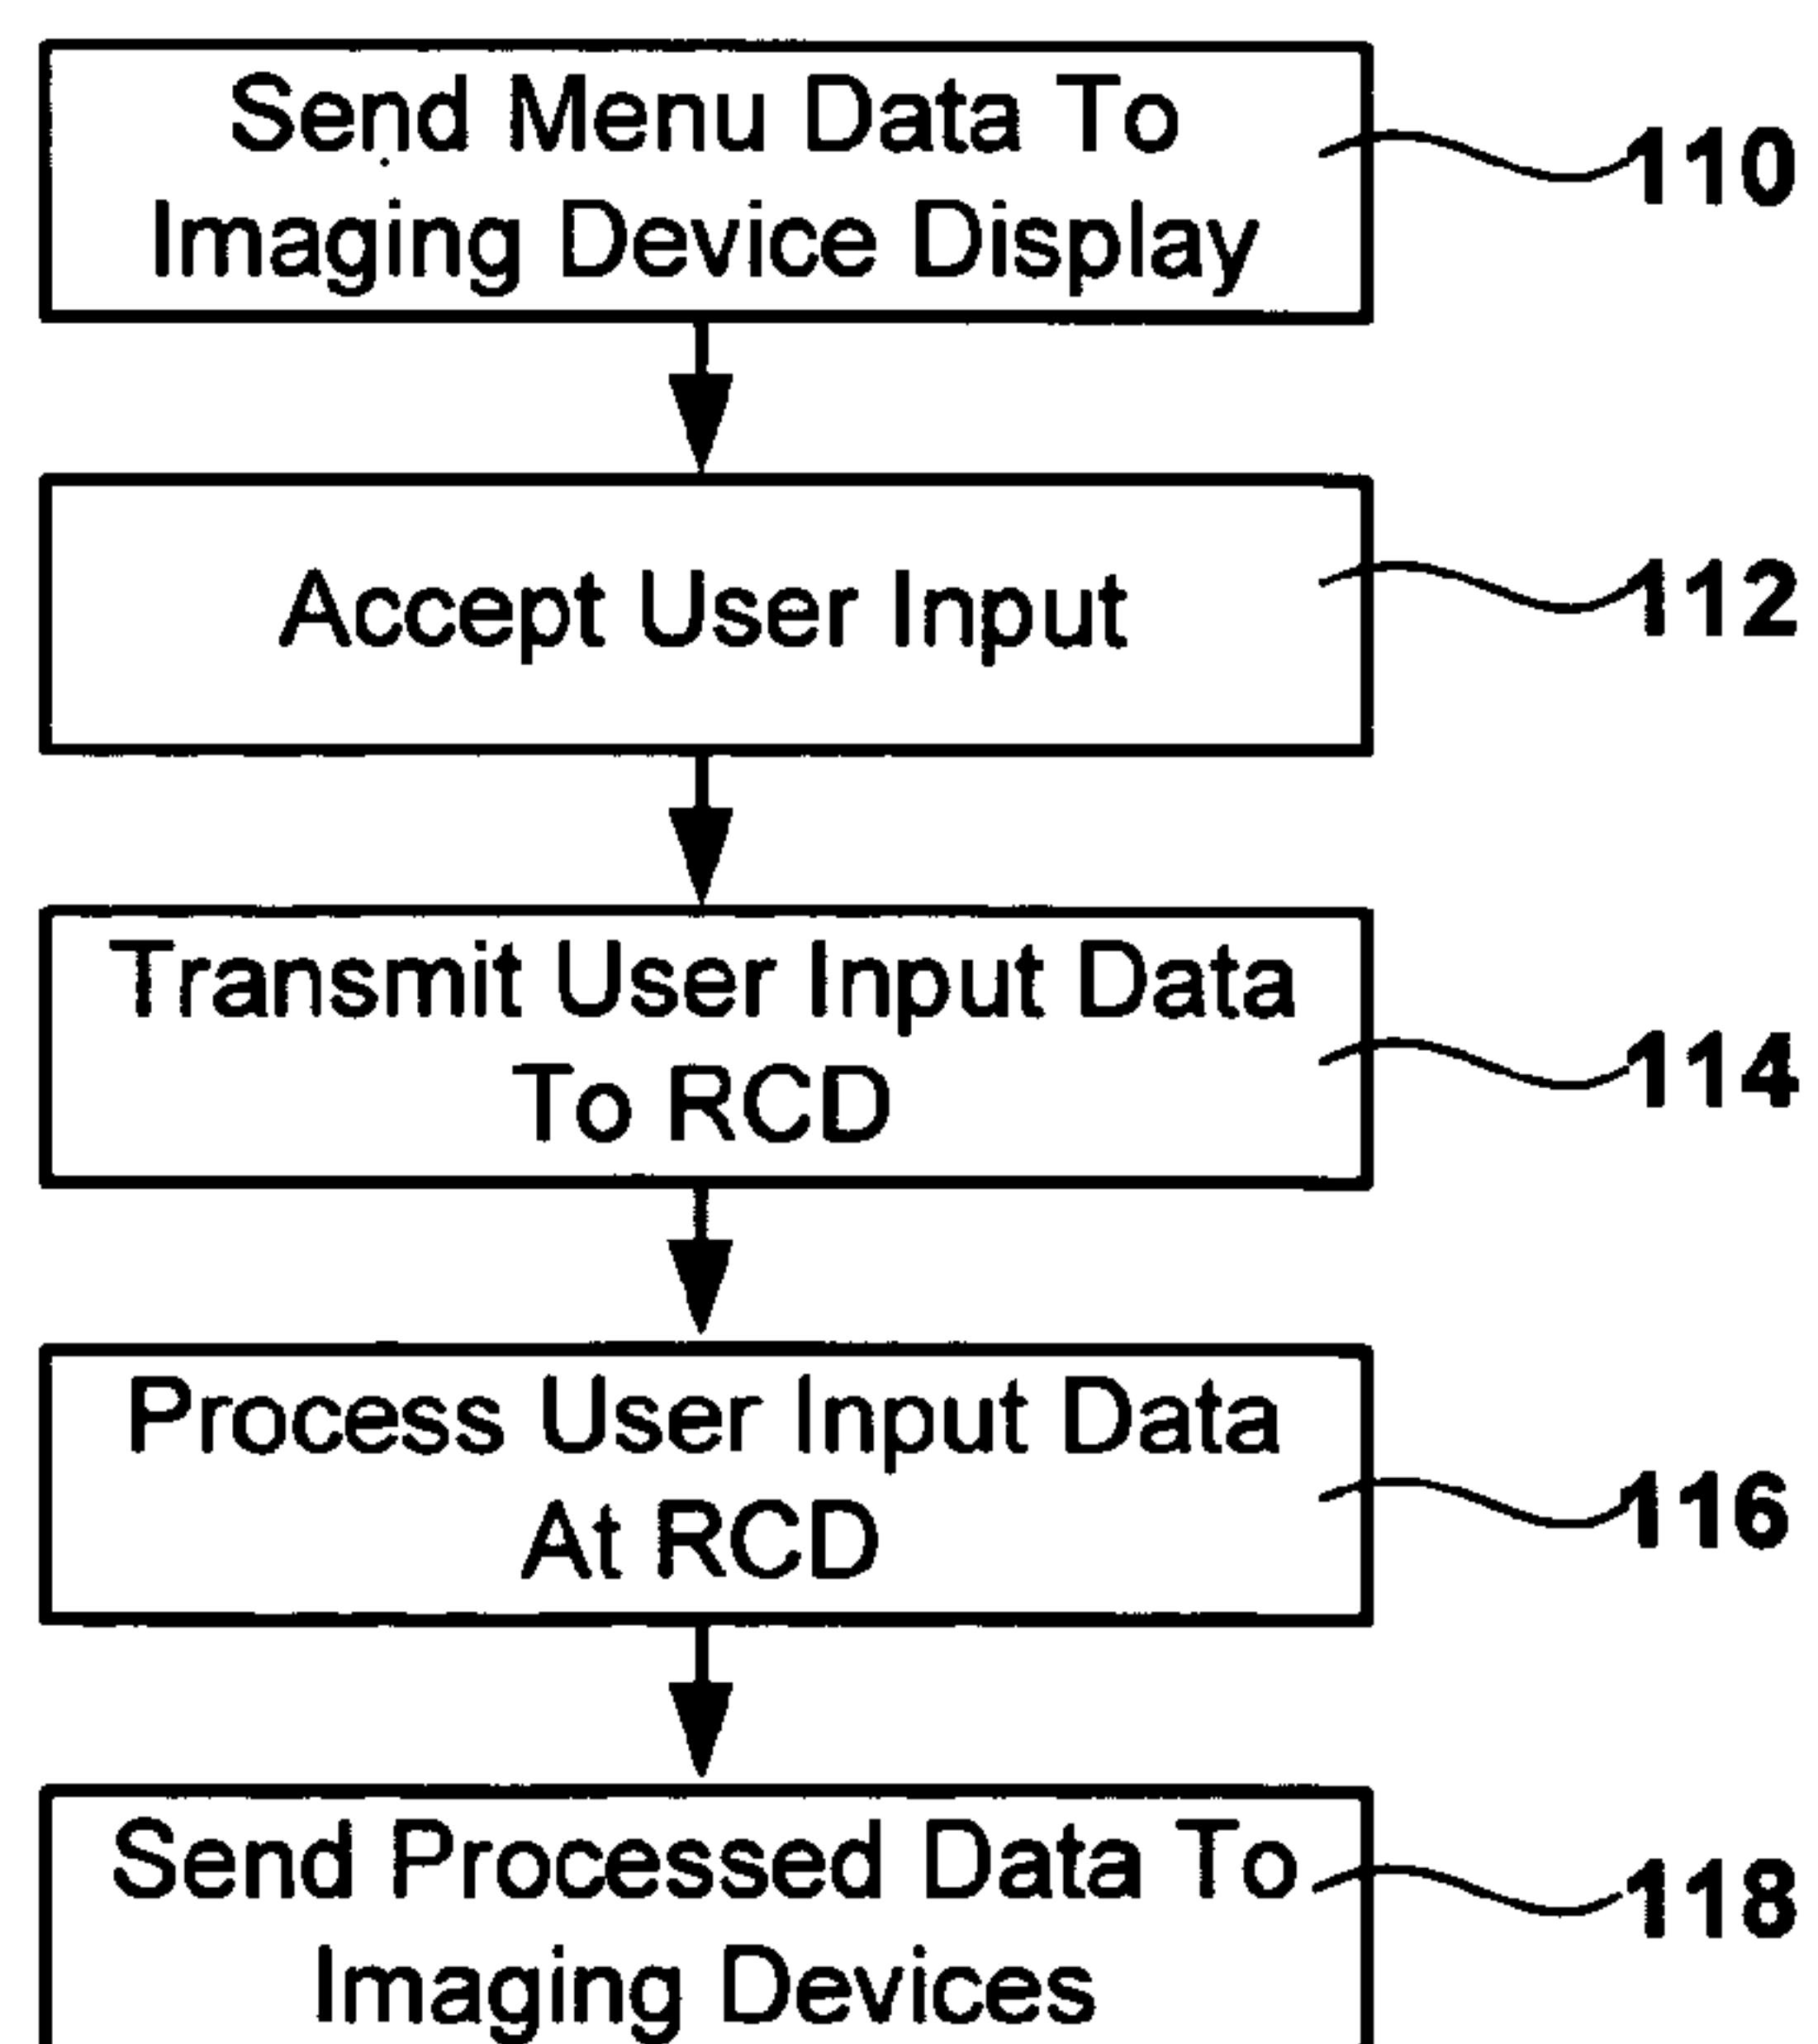 Send Menu Data To
Imaging Device Display
110
Accept User Input
112
Transmit User Input Data
To RCD
114
Process User Input Data
At RCD
116
Send Processed Data To
Imaging Devices
118